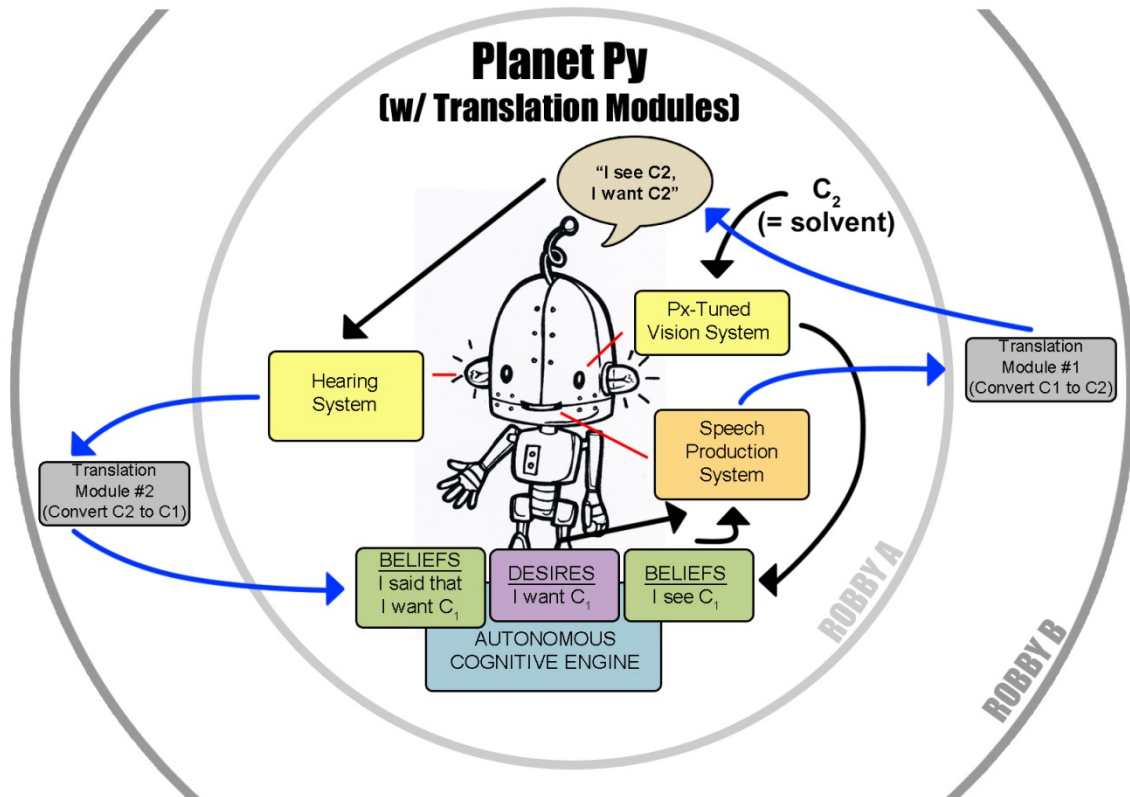 Planet Py
(w/ Translation Modules)
“I see C2,
I want C2”
C₂
(= solvent)
Px-Tuned
Vision System
Hearing
System
Translation
Module #1
(Convert C1 to C2)
Speech
Production
System
Translation
Module #2
(Convert C2 to C1)
BELIEFS
I said that
I want C₁
DESIRES
I want C₁
BELIEFS
I see C₁
AUTONOMOUS
COGNITIVE ENGINE
ROBBY A
ROBBY B